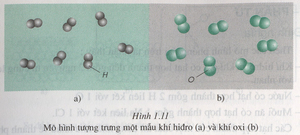 H
O
a)
b)
Hình 1.11
Mô hình tượng trưng một mẫu khí hiđro (a) và khí oxi (b)